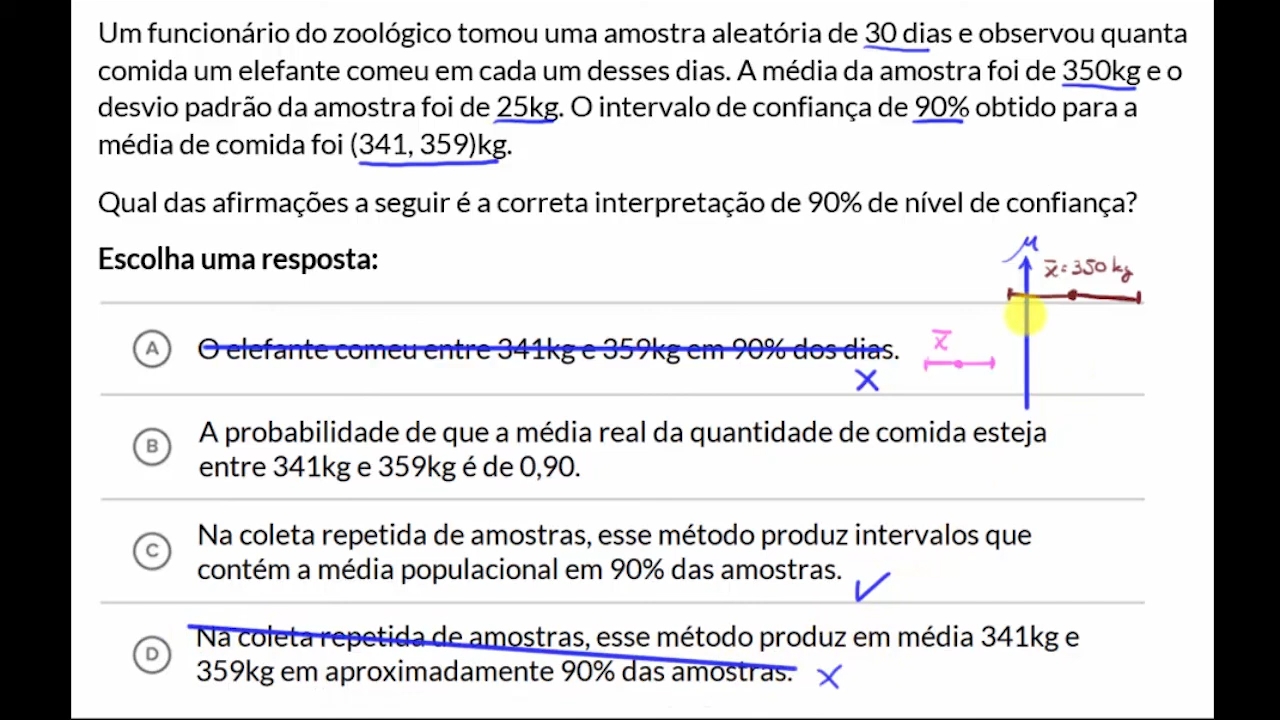 Um funcionário do zoológico tomou uma amostra aleatória de 30 dias e observou quanta
comida um elefante comeu em cada um desses dias. A média da amostra foi de 350kg e o
desvio padrão da amostra foi de 25kg. O intervalo de confiança de 90% obtido para a
média de comida foi (341, 359)kg.
Qual das afirmações a seguir é a correta interpretação de 90% de nível de confiança?
Escolha uma resposta:
μ
x̄ = 350 kg
A O elefante comeu entre 341kg e 359kg em 90% dos dias.
x̄
B A probabilidade de que a média real da quantidade de comida esteja
entre 341kg e 359kg é de 0,90.
C Na coleta repetida de amostras, esse método produz intervalos que
contém a média populacional em 90% das amostras.
D Na coleta repetida de amostras, esse método produz em média 341kg e
359kg em aproximadamente 90% das amostras.